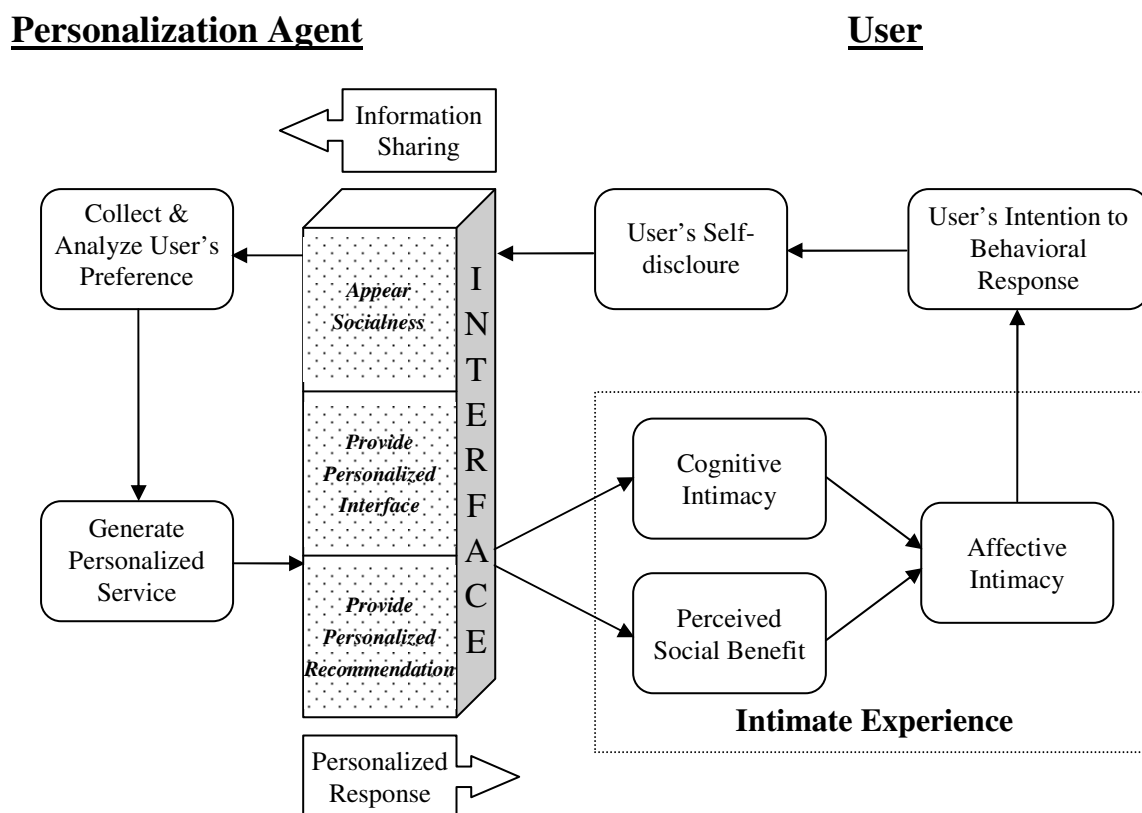 Personalization Agent
User
Information
Sharing
Collect &
Analyze User's
Preference
User's Self-
discloure
User's Intention to
Behavioral
Response
Appear
Socialness
INTERFACE
Provide
Personalized
Interface
Cognitive
Intimacy
Generate
Personalized
Service
Affective
Intimacy
Provide
Personalized
Recommendation
Perceived
Social Benefit
Intimate Experience
Personalized
Response